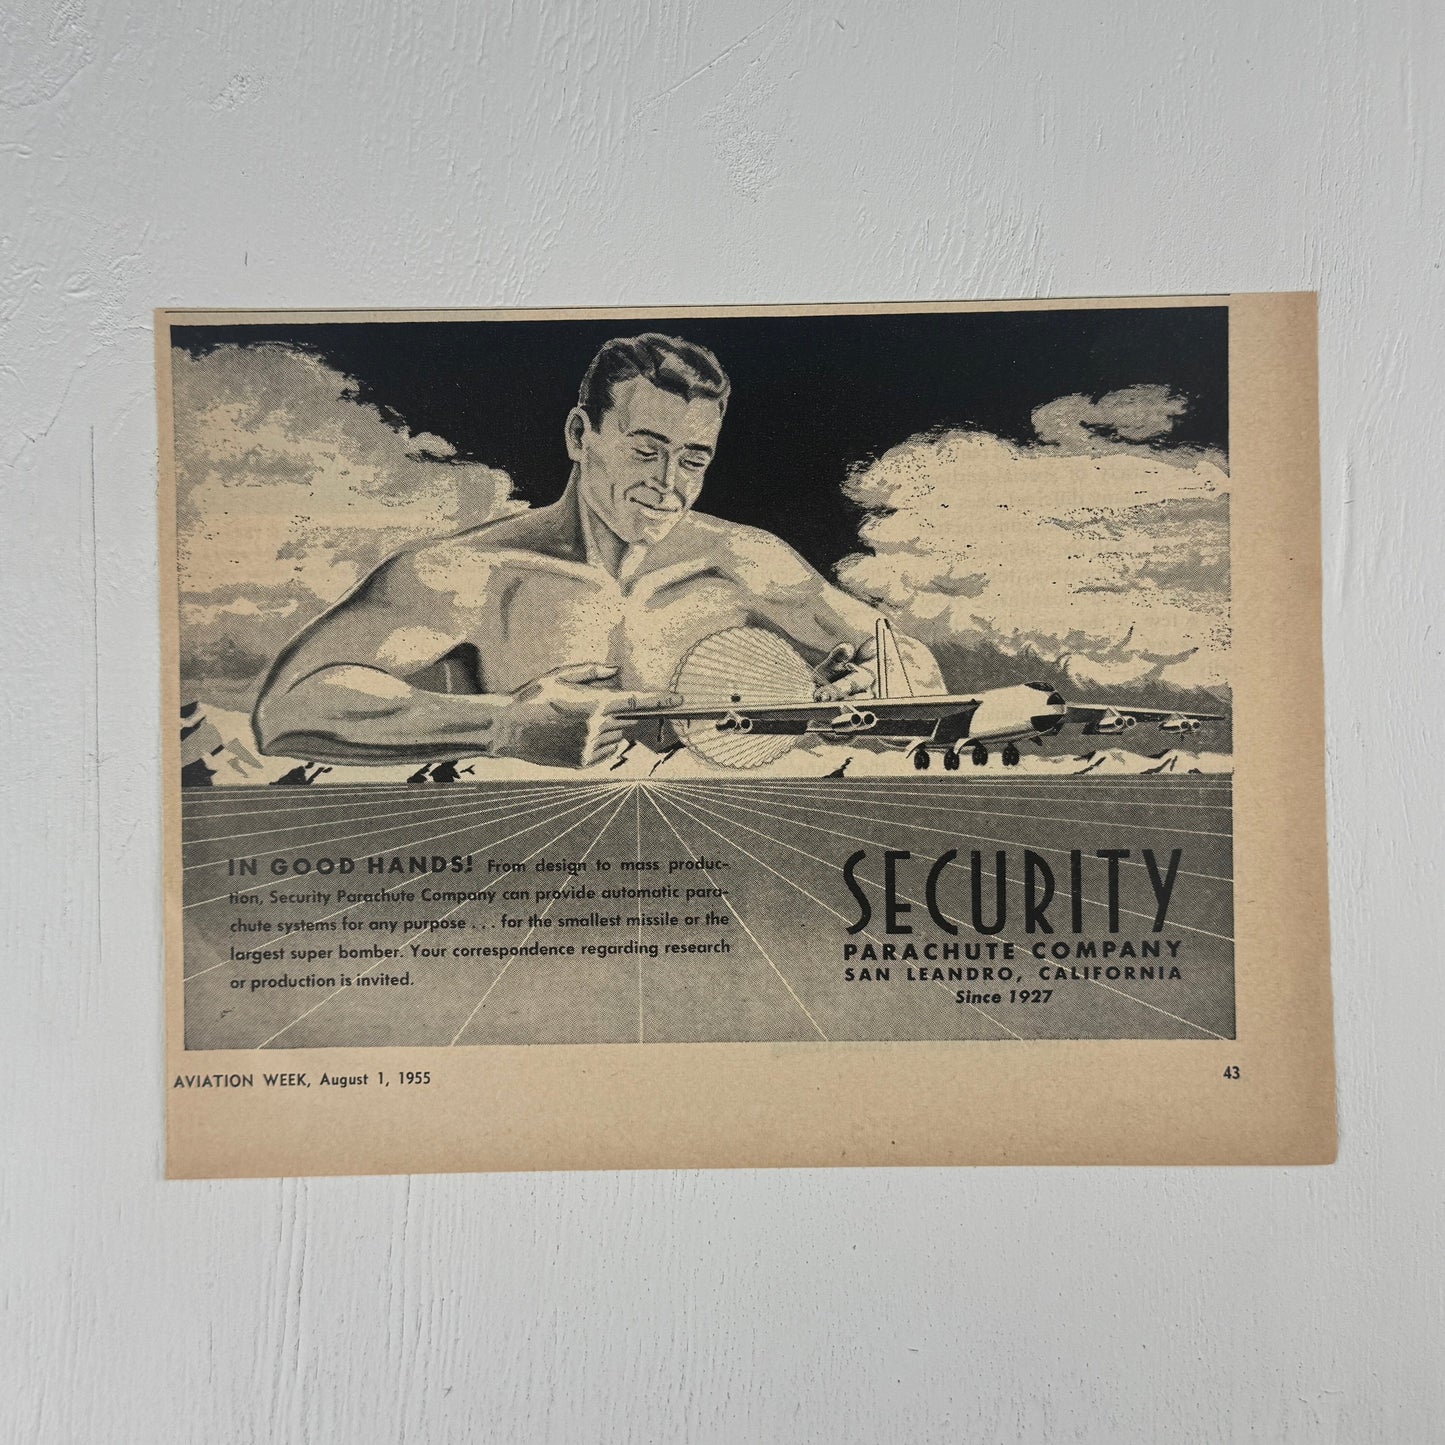 IN GOOD HANDS! From design to mass produc-
tion, Security Parachute Company can provide automatic para-
chute systems for any purpose . . . for the smallest missile or the
largest super bomber. Your correspondence regarding research
or production is invited.
SECURITY
PARACHUTE COMPANY
SAN LEANDRO, CALIFORNIA
Since 1927
AVIATION WEEK, August 1, 1955
43